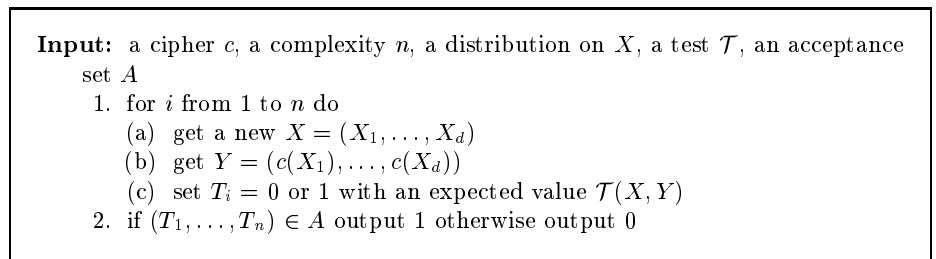 Input: a cipher c, a complexity n, a distribution on X, a test 𝒯, an acceptance
set A
1. for i from 1 to n do
(a) get a new X = (X₁, . . . , X_d)
(b) get Y = (c(X₁), . . . , c(X_d))
(c) set Tᵢ = 0 or 1 with an expected value 𝒯(X, Y)
2. if (T₁, . . . , Tₙ) ∈ A output 1 otherwise output 0